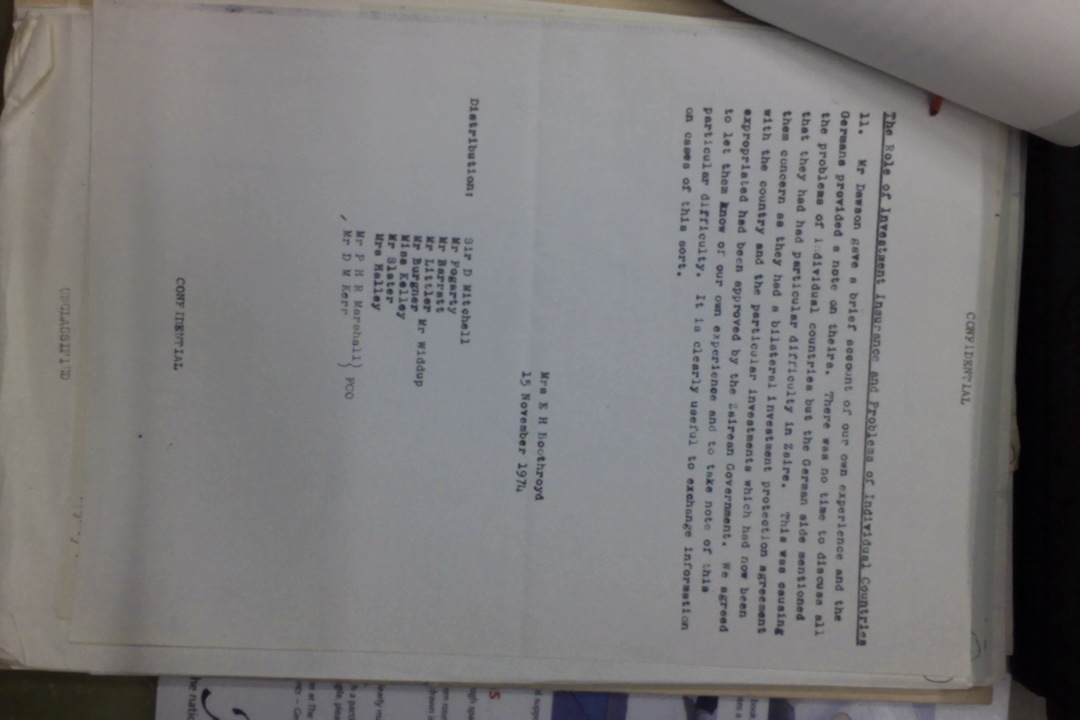 CONFIDENTIAL
The Role of Investment Insurance and Problems of Individual Countries
11. Mr Dawson gave a brief account of our own experience and the
Germans provided a note on theirs. There was no time to discuss all
the problems of individual countries but the German side mentioned
that they had had particular difficulty in Zaire. This was causing
them concern as they had a bilateral investment protection agreement
with the country and the particular investments which had now been
expropriated had been approved by the Zairean Government. We agreed
to let them know of our own experience and to take note of this
particular difficulty. It is clearly useful to exchange information
on cases of this sort.
Mrs E H Boothroyd
15 November 1974
Distribution: Sir D Mitchell
Mr Fogarty
Mr Barratt
Mr Littler
Mr Burgner Mr Widdup
Miss Kelley
Mr Slater
Mrs Halley
Mr P H R Marshall}
Mr D M Kerr } FCO
CONFIDENTIAL
UNCLASSIFIED